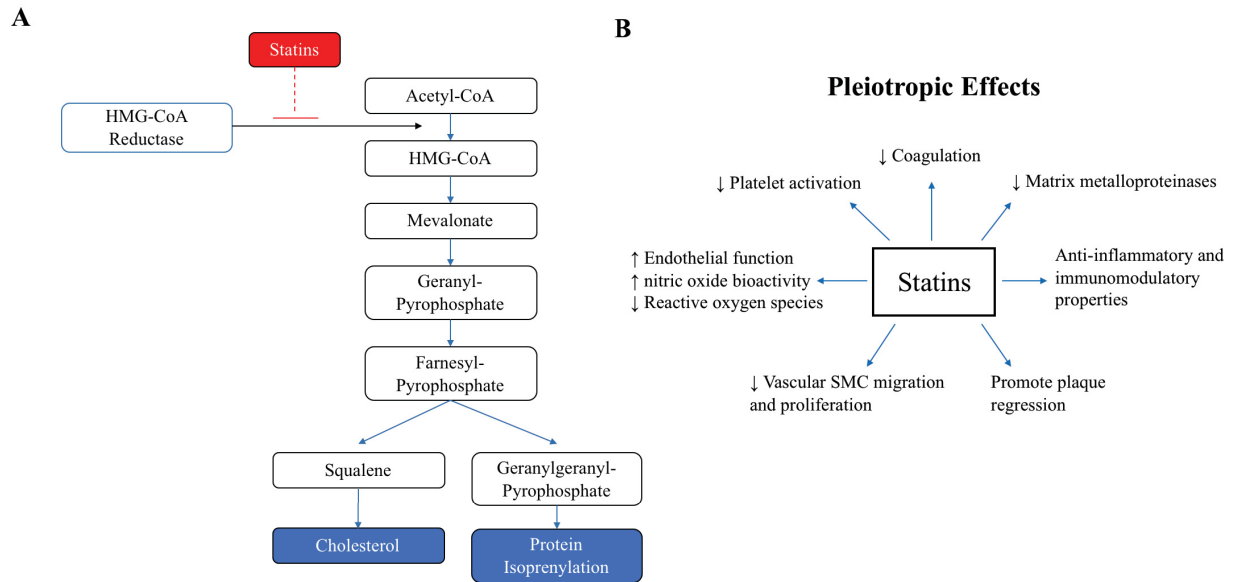 A
Statins
HMG-CoA
Reductase
Acetyl-CoA
HMG-CoA
Mevalonate
Geranyl-
Pyrophosphate
Farnesyl-
Pyrophosphate
Squalene
Geranylgeranyl-
Pyrophosphate
Cholesterol
Protein
Isoprenylation
B
Pleiotropic Effects
↓ Coagulation
↓ Platelet activation
↓ Matrix metalloproteinases
↑ Endothelial function
↑ nitric oxide bioactivity
↓ Reactive oxygen species
Statins
Anti-inflammatory and
immunomodulatory
properties
↓ Vascular SMC migration
and proliferation
Promote plaque
regression